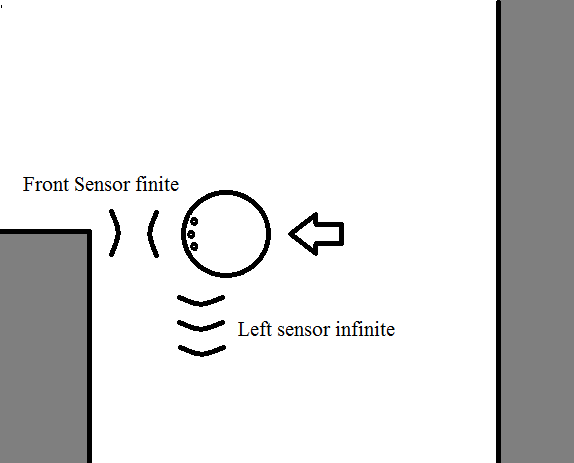 Front Sensor finite
Left sensor infinite